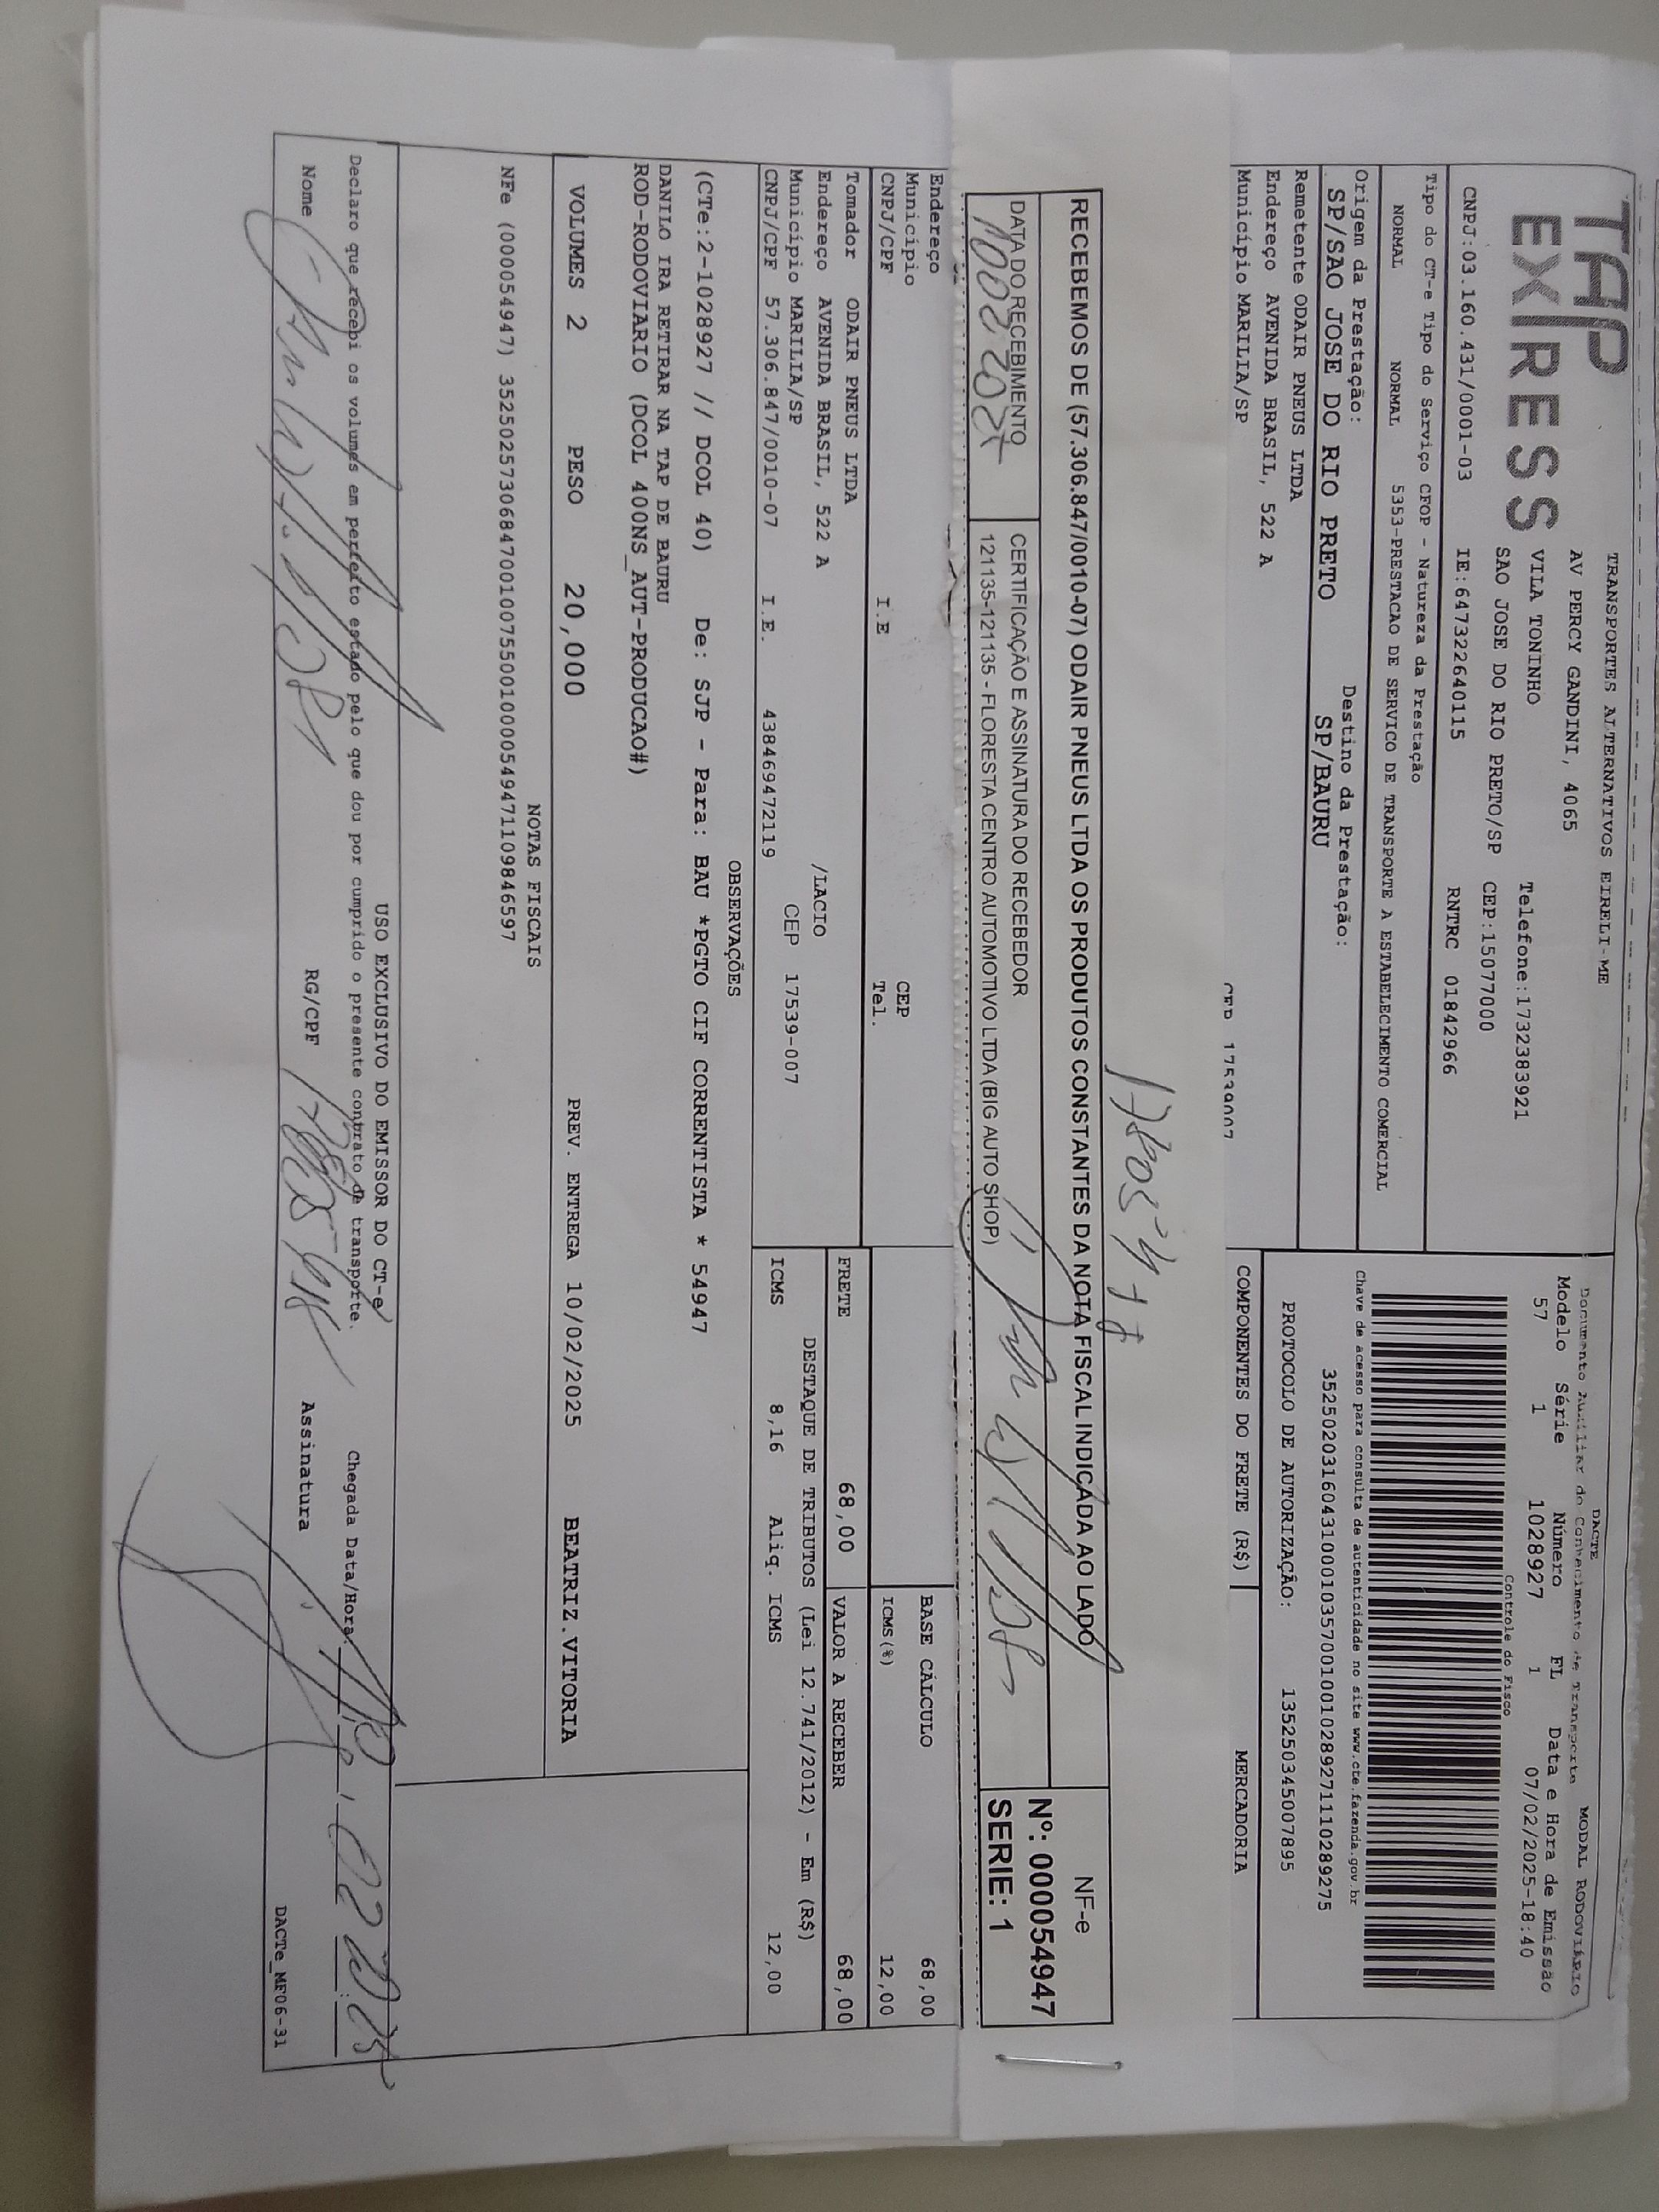 TAP
EXPRESS
TRANSPORTES ALTERNATIVOS EIRELI-ME
AV PERCY GANDINI, 4065
VILA TONINHO Telefone:1732383921
SAO JOSE DO RIO PRETO/SP CEP:15077000
CNPJ:03.160.431/0001-03 IE:647322640115 RNTRC 01842966
DACTE
Documento Auxiliar do Conhecimento de Transporte MODAL RODOVIÁRIO
Modelo Série Número FL Data e Hora de Emissão
57 1 1028927 1 07/02/2025-18:40
Controle do Fisco
Tipo do CT-e Tipo do Serviço CFOP - Natureza da Prestação
NORMAL NORMAL 5353-PRESTACAO DE SERVICO DE TRANSPORTE A ESTABELECIMENTO COMERCIAL
Chave de acesso para consulta de autenticidade no site www.cte.fazenda.gov.br
35250203160431000103570010010289271110289275
Origem da Prestação: Destino da Prestação:
SP/SAO JOSE DO RIO PRETO SP/BAURU
PROTOCOLO DE AUTORIZAÇÃO: 135250345007895
Remetente ODAIR PNEUS LTDA
Endereço AVENIDA BRASIL, 522 A
Município MARILIA/SP CEP 17539007
COMPONENTES DO FRETE (R$) MERCADORIA
RECEBEMOS DE (57.306.847/0010-07) ODAIR PNEUS LTDA OS PRODUTOS CONSTANTES DA NOTA FISCAL INDICADA AO LADO
DATA DO RECEBIMENTO CERTIFICAÇÃO E ASSINATURA DO RECEBEDOR
121135-121135 - FLORESTA CENTRO AUTOMOTIVO LTDA (BIG AUTO SHOP)
NF-e
Nº: 000054947
SERIE: 1
Endereço
Município CEP
CNPJ/CPF I.E Tel.
BASE CÁLCULO 68,00
ICMS(%) 12,00
Tomador ODAIR PNEUS LTDA
Endereço AVENIDA BRASIL, 522 A /LACIO
Município MARILIA/SP CEP 17539-007
CNPJ/CPF 57.306.847/0010-07 I.E. 438469472119
FRETE 68,00 VALOR A RECEBER 68,00
DESTAQUE DE TRIBUTOS (Lei 12.741/2012) - Em (R$)
ICMS 8,16 Aliq. ICMS 12,00
OBSERVAÇÕES
(CTe:2-1028927 // DCOL 40) De: SJP - Para: BAU *PGTO CIF CORRENTISTA * 54947
DANILO IRA RETIRAR NA TAP DE BAURU
ROD-RODOVIARIO (DCOL 400NS_AUT-PRODUCAO#)
VOLUMES 2 PESO 20,000 PREV. ENTREGA 10/02/2025 BEATRIZ.VITORIA
NOTAS FISCAIS
NFe (000054947) 35250257306847001007550010000549471109846597
USO EXCLUSIVO DO EMISSOR DO CT-e
Declaro que recebi os volumes em perfeito estado pelo que dou por cumprido o presente contrato de transporte.
Chegada Data/Hora:
Nome RG/CPF Assinatura
DACTe_MF06-31